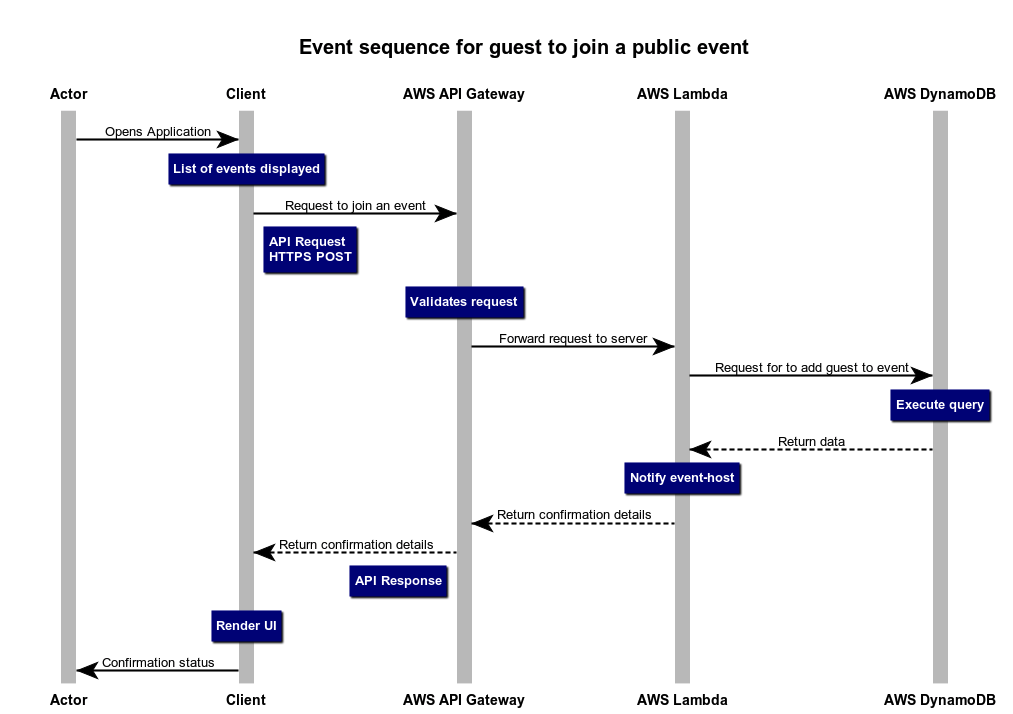 Event sequence for guest to join a public event
Actor
Client
AWS API Gateway
AWS Lambda
AWS DynamoDB
Opens Application
List of events displayed
Request to join an event
API Request
HTTPS POST
Validates request
Forward request to server
Request for to add guest to event
Execute query
Return data
Notify event-host
Return confirmation details
Return confirmation details
API Response
Render UI
Confirmation status
Actor
Client
AWS API Gateway
AWS Lambda
AWS DynamoDB